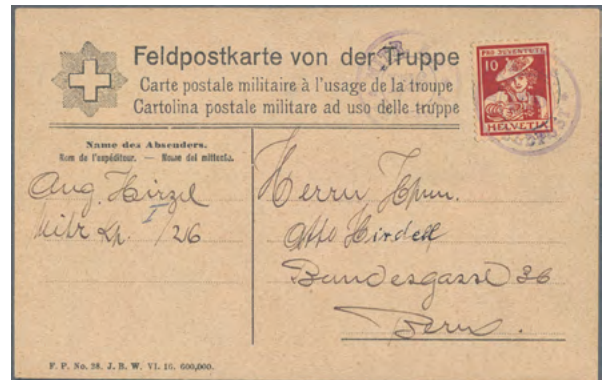 Feldpostkarte von der Truppe
Carte postale militaire à l'usage de la troupe
Cartolina postale militare ad uso delle truppe
PRO JUVENTUTE
10
HELVETIA
Name des Absenders.
Nom de l'expéditeur. — Nome del mittente.
Aug. Hirzel
Mitr Kp. I/26
Herrn
Otto
Bundesgasse 36
Bern.
F. P. No. 28. J. B. W. VI. 16. 600,000.